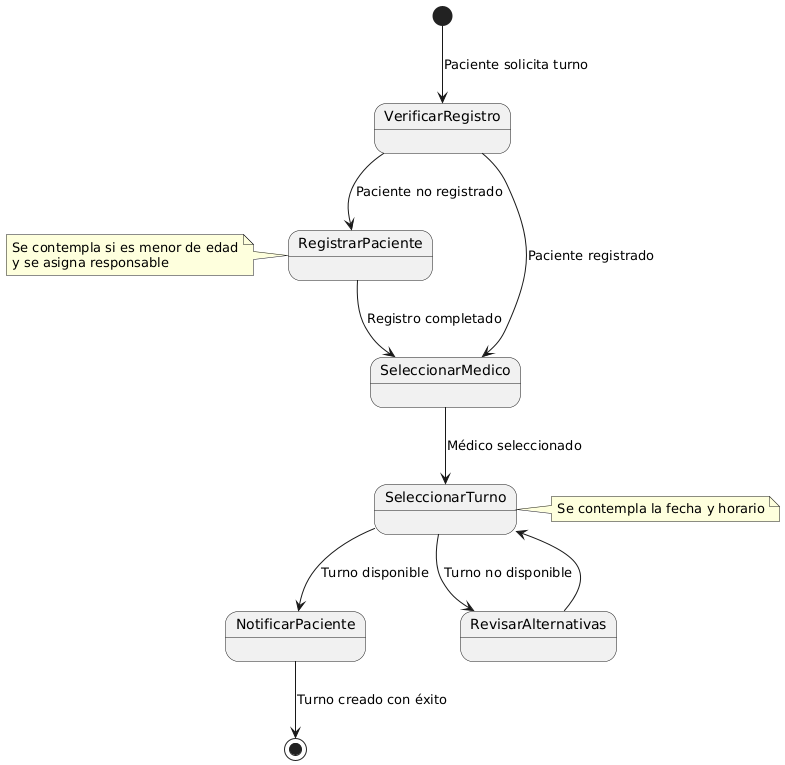 Paciente solicita turno
VerificarRegistro
Paciente no registrado
Se contempla si es menor de edad
y se asigna responsable
RegistrarPaciente
Paciente registrado
Registro completado
SeleccionarMedico
Médico seleccionado
SeleccionarTurno
Se contempla la fecha y horario
Turno disponible
Turno no disponible
NotificarPaciente
RevisarAlternativas
Turno creado con éxito